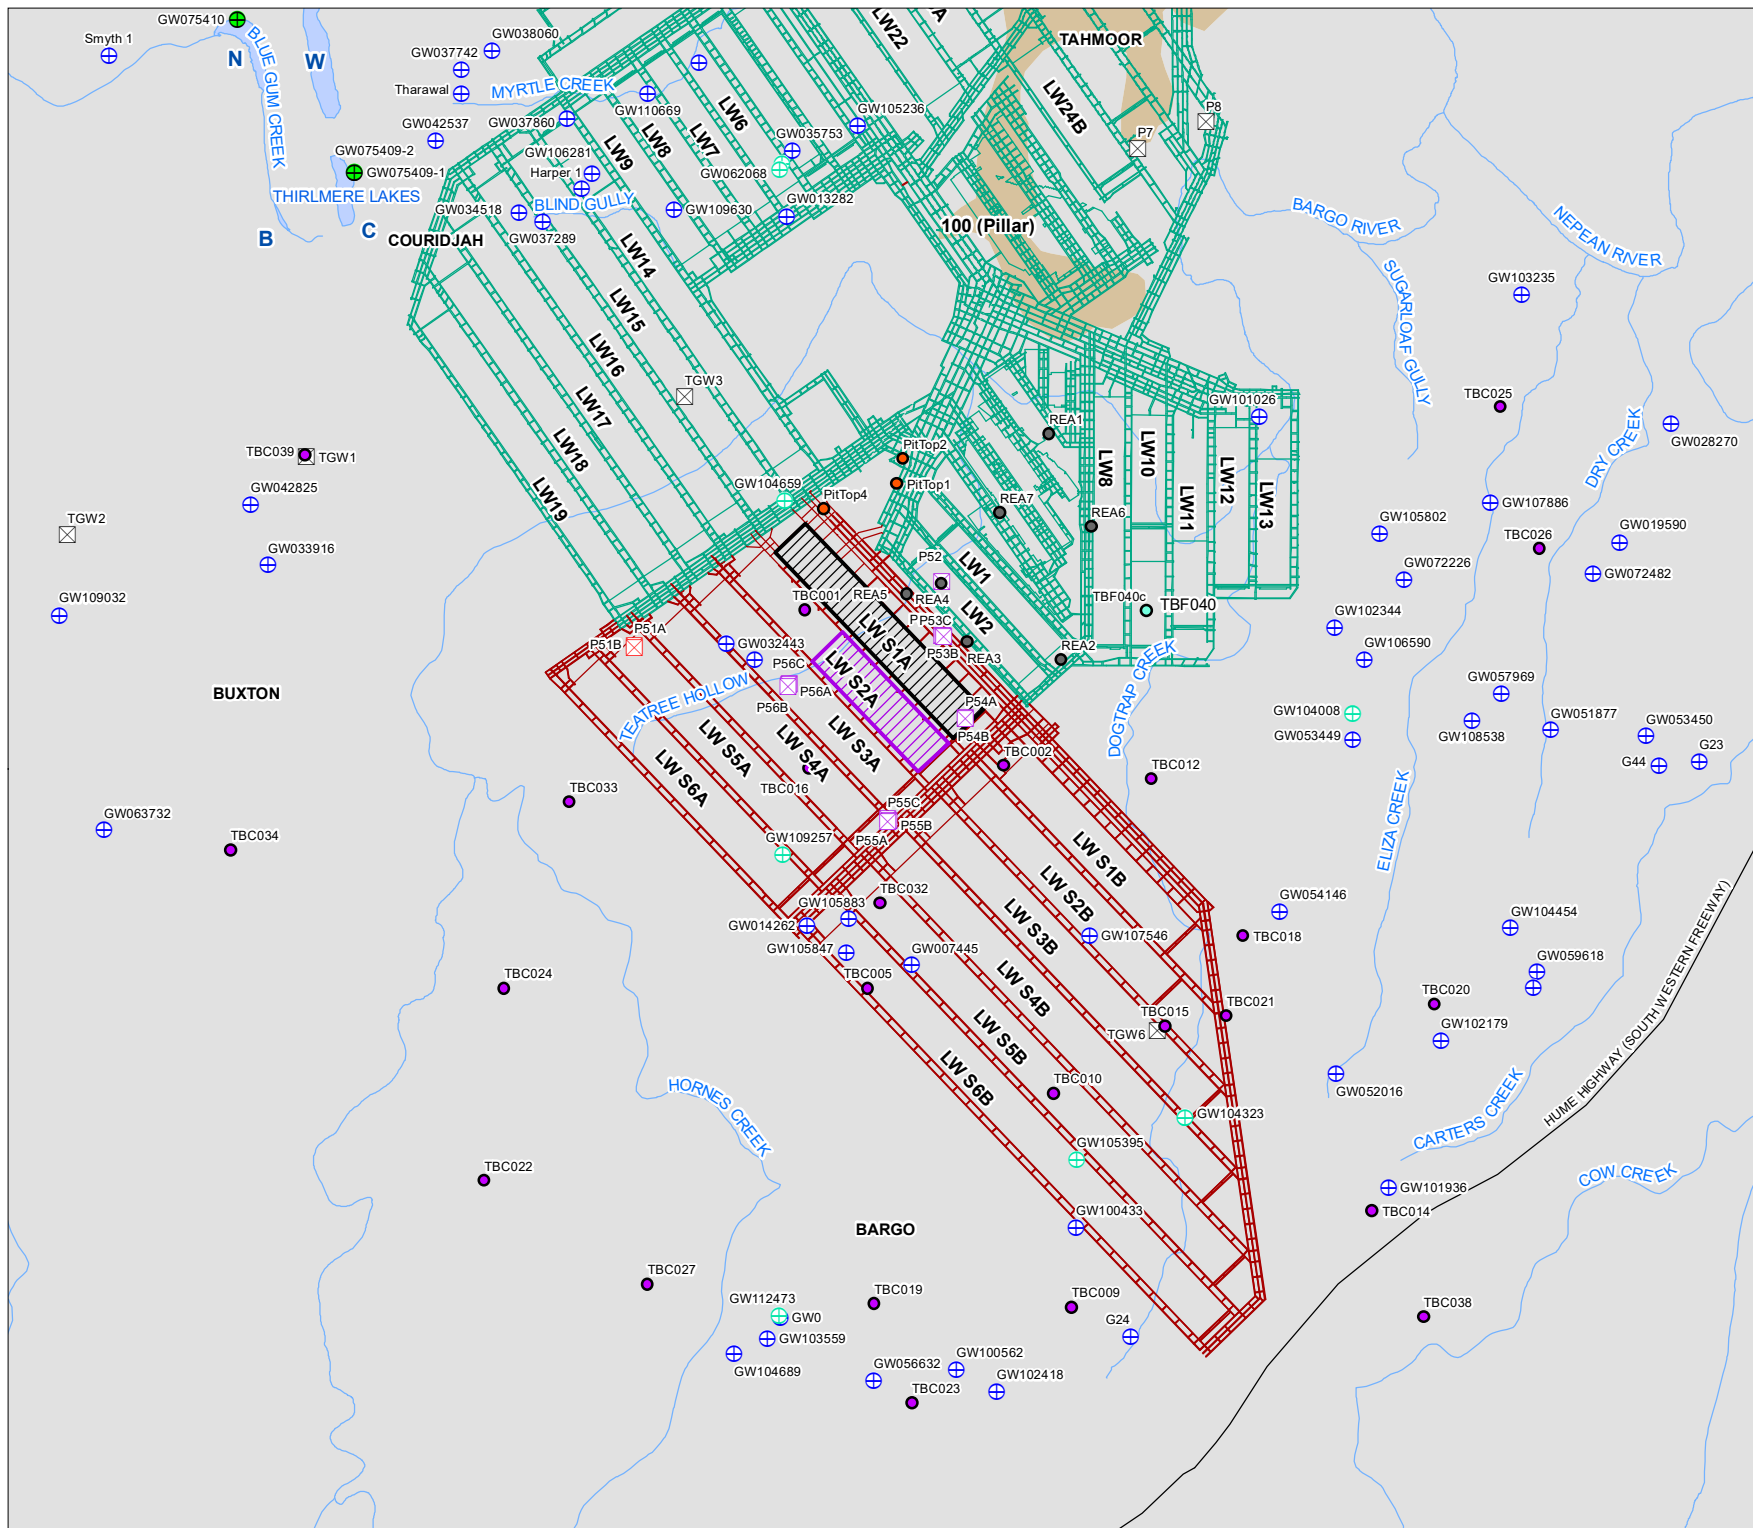 GW075410
Smyth 1
N
W
BLUE GUM CREEK
GW037742
GW038060
Tharawal
MYRTLE CREEK
GW110669
GW042537
GW037860
GW075409-2
GW075409-1
THIRLMERE LAKES
B
C
COURIDJAH
GW106281
Harper 1
GW034518
BLIND GULLY
GW037289
GW109630
LW9
LW8
LW7
LW6
GW035753
GW062068
GW105236
GW013282
LW22
TAHMOOR
LW24B
P7
P8
100 (Pillar)
BARGO RIVER
NEPEAN RIVER
SUGARLOAF GULLY
GW103235
LW14
LW15
LW16
LW17
LW18
LW19
TGW3
TBC039
TGW1
GW042825
TGW2
GW033916
GW109032
GW104659
PitTop2
PitTop1
PitTop4
REA1
REA7
REA6
LW8
LW10
LW11
LW12
LW13
GW101026
TBC025
GW028270
DRY CREEK
GW107886
GW105802
TBC026
GW019590
GW072226
GW072482
GW102344
GW106590
P52
LW1
LW2
REA5
REA4
TBC001
P53C
P53B
REA3
REA2
TBF040c
TBF040
P51A
P51B
GW032443
P56C
P56A
P56B
LW S1A
LW S2A
P54A
P54B
BUXTON
TEATREE HOLLOW
DOGTRAP CREEK
LW S3A
LW S4A
LW S5A
LW S6A
TBC002
TBC012
TBC016
P55C
P55B
P55A
GW104008
GW053449
GW057969
GW108538
GW051877
GW053450
G23
G44
TBC033
GW063732
TBC034
GW109257
ELIZA CREEK
LW S1B
LW S2B
LW S3B
LW S4B
LW S5B
LW S6B
TBC032
GW105883
GW014262
GW105847
GW007445
TBC005
GW107546
GW054146
TBC018
GW104454
GW059618
TBC024
TBC015
TGW6
TBC021
TBC020
GW102179
GW052016
HUME HIGHWAY (SOUTH WESTERN FREEWAY)
HORNES CREEK
TBC010
GW104323
GW105395
CARTERS CREEK
COW CREEK
TBC022
GW101936
TBC014
BARGO
GW100433
TBC027
GW112473
GW0
GW103559
GW104689
TBC019
TBC009
G24
TBC038
GW056632
GW100562
GW102418
TBC023